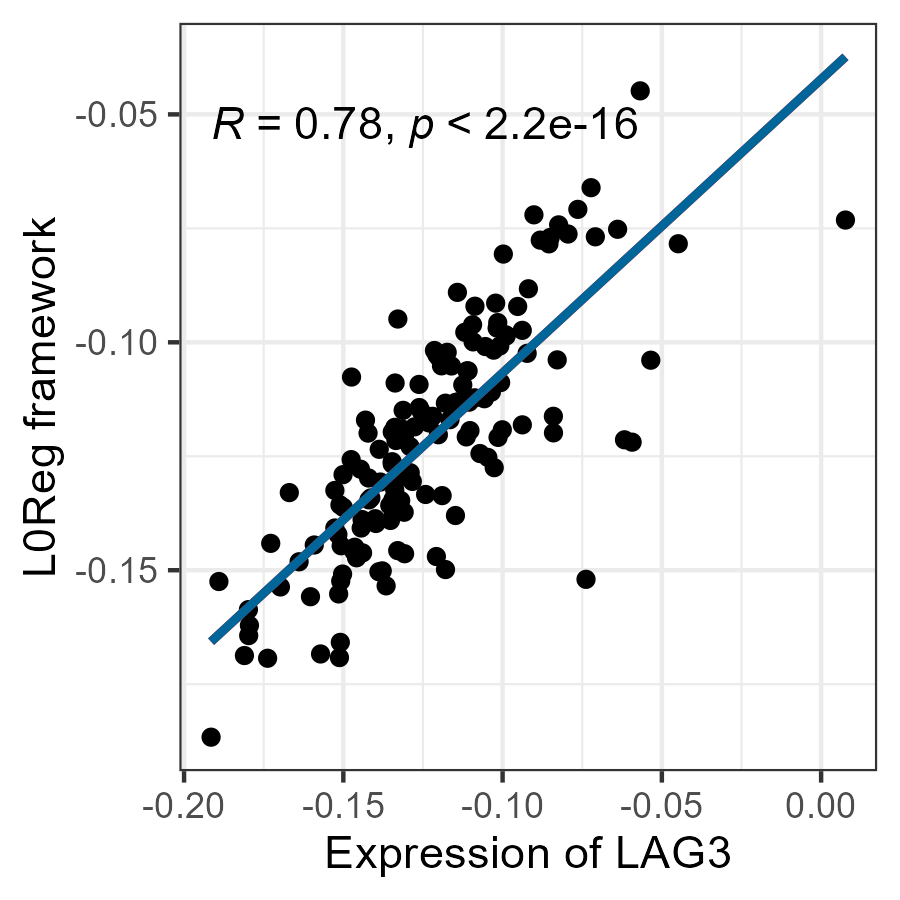 R = 0.78, p < 2.2e-16
L0Reg framework
-0.05
-0.10
-0.15
-0.20 -0.15 -0.10 -0.05 0.00
Expression of LAG3